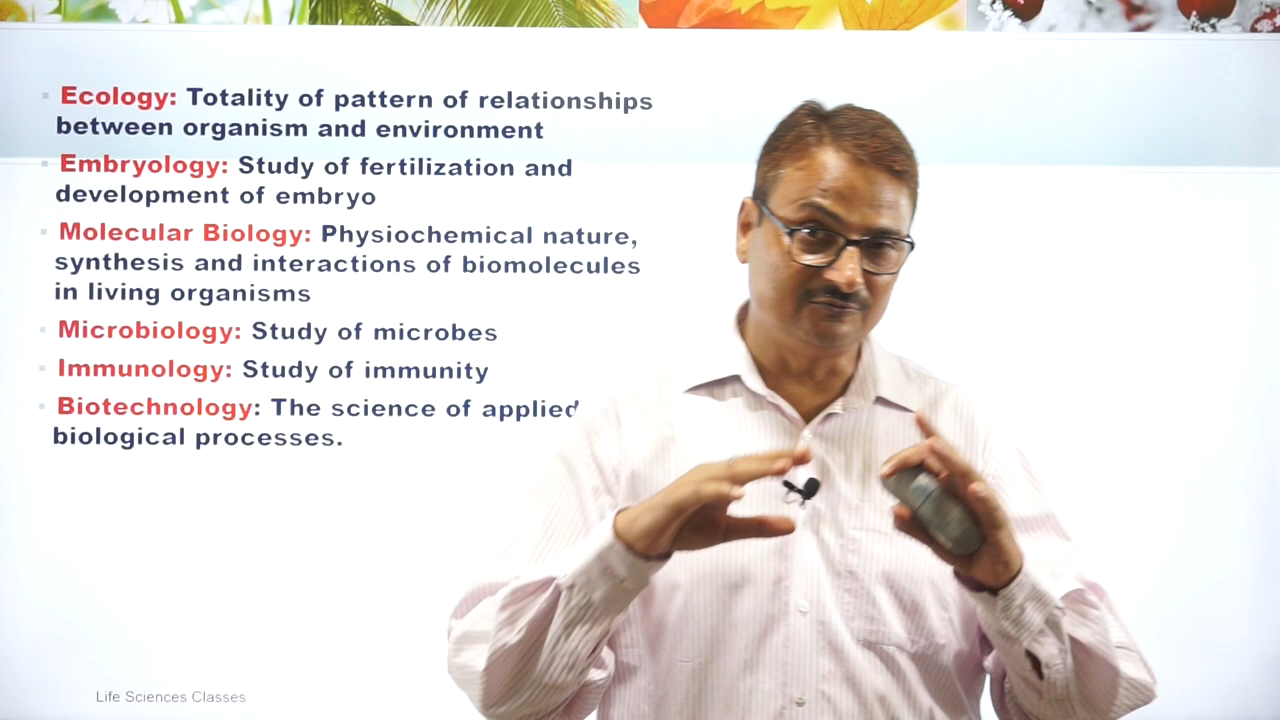 Ecology: Totality of pattern of relationships
between organism and environment
Embryology: Study of fertilization and
development of embryo
Molecular Biology: Physiochemical nature,
synthesis and interactions of biomolecules
in living organisms
Microbiology: Study of microbes
Immunology: Study of immunity
Biotechnology: The science of applied
biological processes.
Life Sciences Classes